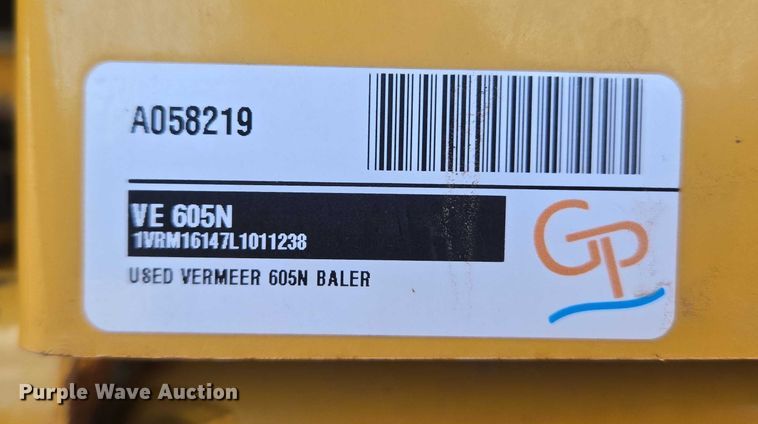 A058219
VE 605N
1VRM16147L1011238
USED VERMEER 605N BALER
GP
Purple Wave Auction